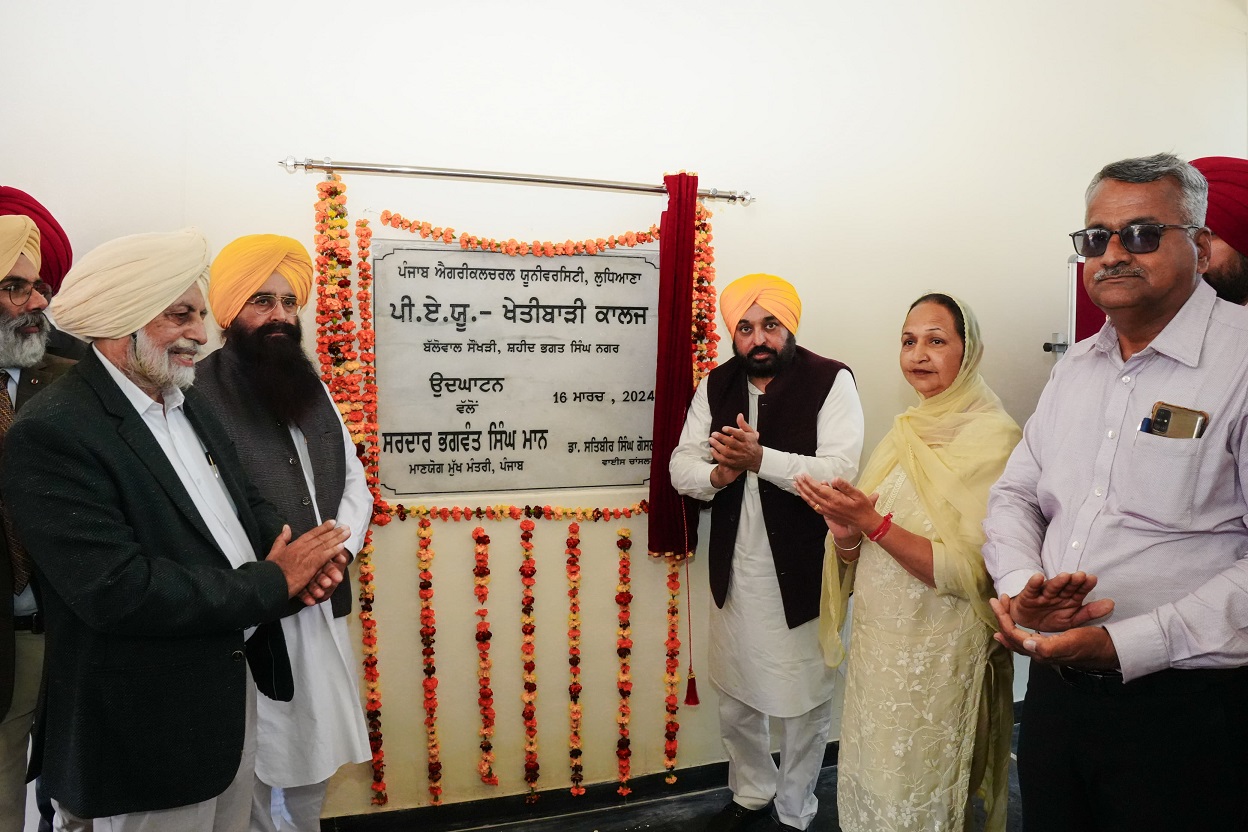 ਪੰਜਾਬ ਐਗਰੀਕਲਚਰਲ ਯੂਨੀਵਰਸਿਟੀ, ਲੁਧਿਆਣਾ
ਪੀ.ਏ.ਯੂ.- ਖੇਤੀਬਾੜੀ ਕਾਲਜ
ਬੱਲੋਵਾਲ ਸੌਂਖੜੀ, ਸ਼ਹੀਦ ਭਗਤ ਸਿੰਘ ਨਗਰ
ਉਦਘਾਟਨ
16 ਮਾਰਚ , 2024
ਵੱਲੋਂ
ਸਰਦਾਰ ਭਗਵੰਤ ਸਿੰਘ ਮਾਨ
ਮਾਣਯੋਗ ਮੁੱਖ ਮੰਤਰੀ, ਪੰਜਾਬ
ਡਾ. ਸਤਿਬੀਰ ਸਿੰਘ
ਵਾਈਸ